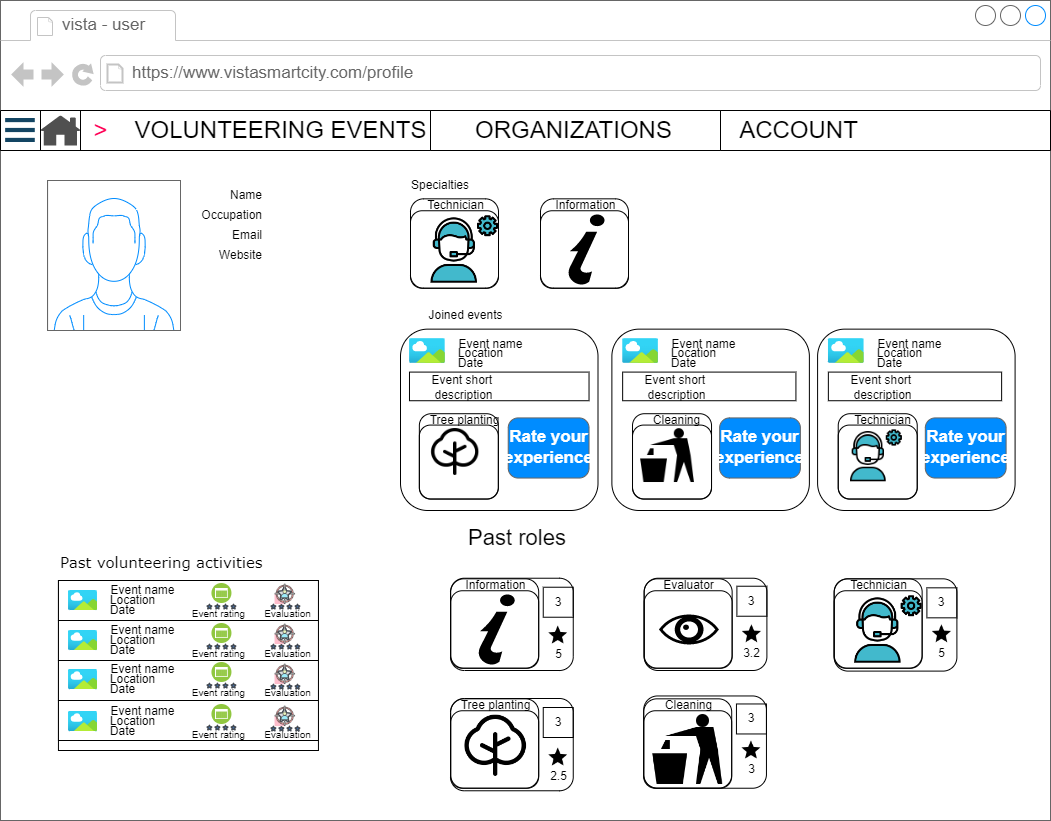 vista - user
https://www.vistasmartcity.com/profile
> VOLUNTEERING EVENTS ORGANIZATIONS ACCOUNT
Name
Occupation
Email
Website
Specialties
Technician
Information
Joined events
Event name
Location
Date
Event short
description
Tree planting
Rate your
experience
Event name
Location
Date
Event short
description
Cleaning
Rate your
experience
Event name
Location
Date
Event short
description
Technician
Rate your
experience
Past volunteering activities
Event name
Location
Date
Event rating
Evaluation
Event name
Location
Date
Event rating
Evaluation
Event name
Location
Date
Event rating
Evaluation
Event name
Location
Date
Event rating
Evaluation
Past roles
Information
3
5
Evaluator
3
3.2
Technician
3
5
Tree planting
3
2.5
Cleaning
3
3